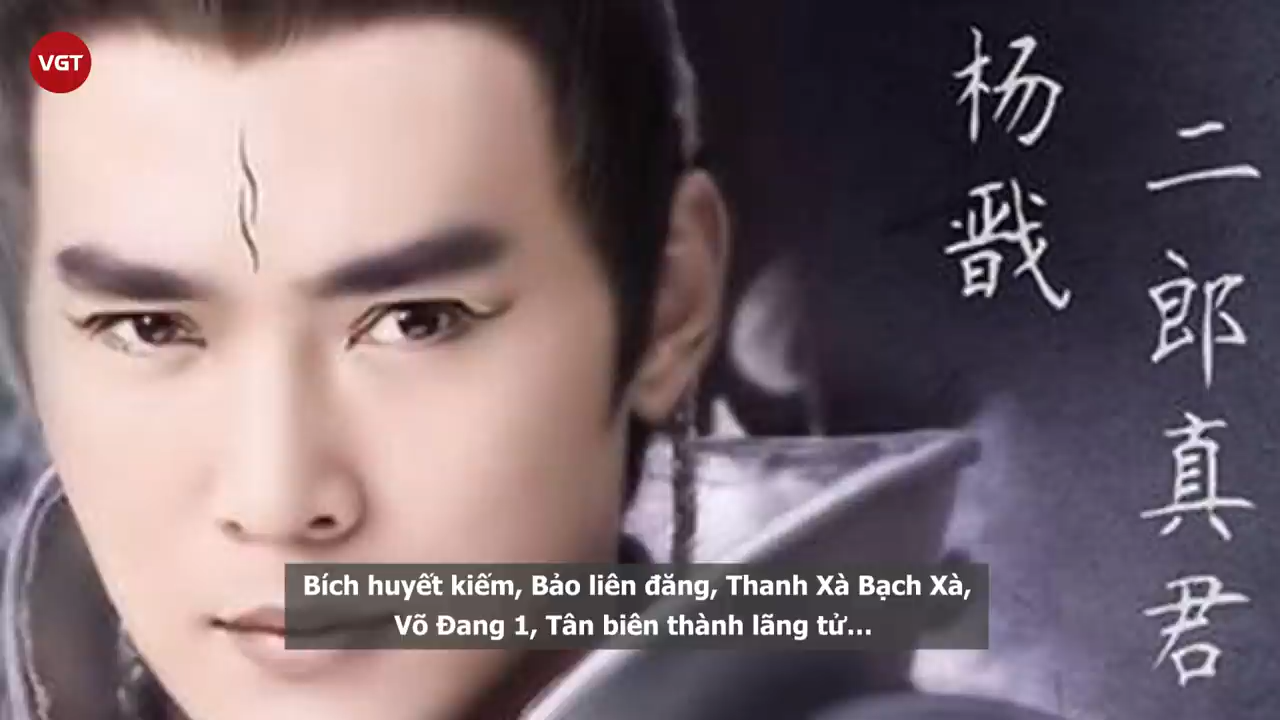 VGT
二郎真君
杨戬
Bích huyết kiếm, Bảo liên đăng, Thanh Xà Bạch Xà,
Võ Đang 1, Tân biên thành lãng tử...